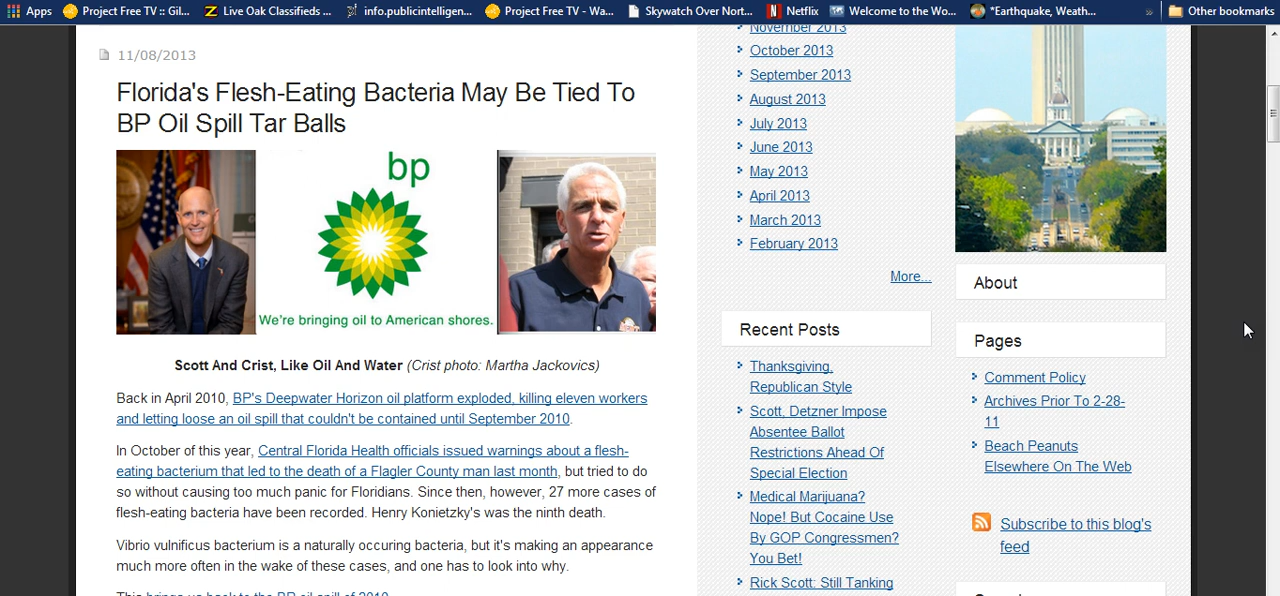 Apps
Project Free TV :: Gil...
Live Oak Classifieds ...
info.publicintelligen...
Project Free TV - Wa...
Skywatch Over Nort...
Netflix
Welcome to the Wo...
*Earthquake, Weath...
»
Other bookmarks
11/08/2013
Florida's Flesh-Eating Bacteria May Be Tied To
BP Oil Spill Tar Balls
bp
We're bringing oil to American shores.
Scott And Crist, Like Oil And Water (Crist photo: Martha Jackovics)
Back in April 2010, BP's Deepwater Horizon oil platform exploded, killing eleven workers
and letting loose an oil spill that couldn't be contained until September 2010.
In October of this year, Central Florida Health officials issued warnings about a flesh-
eating bacterium that led to the death of a Flagler County man last month, but tried to do
so without causing too much panic for Floridians. Since then, however, 27 more cases of
flesh-eating bacteria have been recorded. Henry Konietzky's was the ninth death.
Vibrio vulnificus bacterium is a naturally occuring bacteria, but it's making an appearance
much more often in the wake of these cases, and one has to look into why.
This brings us back to the BP oil spill of 2010.
November 2013
October 2013
September 2013
August 2013
July 2013
June 2013
May 2013
April 2013
March 2013
February 2013
More...
Recent Posts
Thanksgiving,
Republican Style
Scott, Detzner Impose
Absentee Ballot
Restrictions Ahead Of
Special Election
Medical Marijuana?
Nope! But Cocaine Use
By GOP Congressmen?
You Bet!
Rick Scott: Still Tanking
About
Pages
Comment Policy
Archives Prior To 2-28-
11
Beach Peanuts
Elsewhere On The Web
Subscribe to this blog's
feed